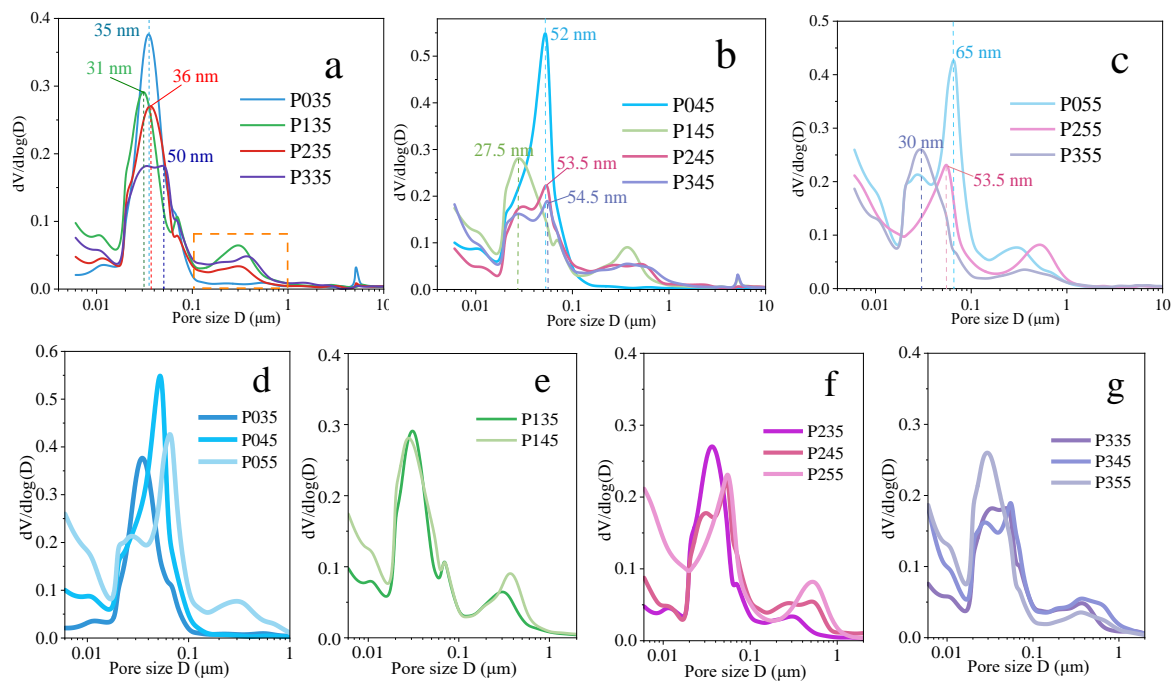 a
35 nm
31 nm
36 nm
50 nm
P035
P135
P235
P335
0.4
0.3
0.2
0.1
0.0
dV/dlog(D)
0.01
0.1
1
10
Pore size D (μm)
b
52 nm
27.5 nm
53.5 nm
54.5 nm
P045
P145
P245
P345
0.6
0.5
0.4
0.3
0.2
0.1
0.0
dV/dlog(D)
0.01
0.1
1
10
Pore size D (μm)
c
65 nm
30 nm
53.5 nm
P055
P255
P355
0.5
0.4
0.3
0.2
0.1
0.0
dV/dlog(D)
0.01
0.1
1
10
Pore size D (μm)
d
P035
P045
P055
0.6
0.5
0.4
0.3
0.2
0.1
0.0
dV/dlog(D)
0.01
0.1
1
Pore size D (μm)
e
P135
P145
0.4
0.3
0.2
0.1
0.0
dV/dlog(D)
0.01
0.1
1
Pore size D (μm)
f
P235
P245
P255
0.4
0.3
0.2
0.1
0.0
dV/dlog(D)
0.01
0.1
1
Pore size D (μm)
g
P335
P345
P355
0.4
0.3
0.2
0.1
0.0
dV/dlog(D)
0.01
0.1
1
Pore size D (μm)